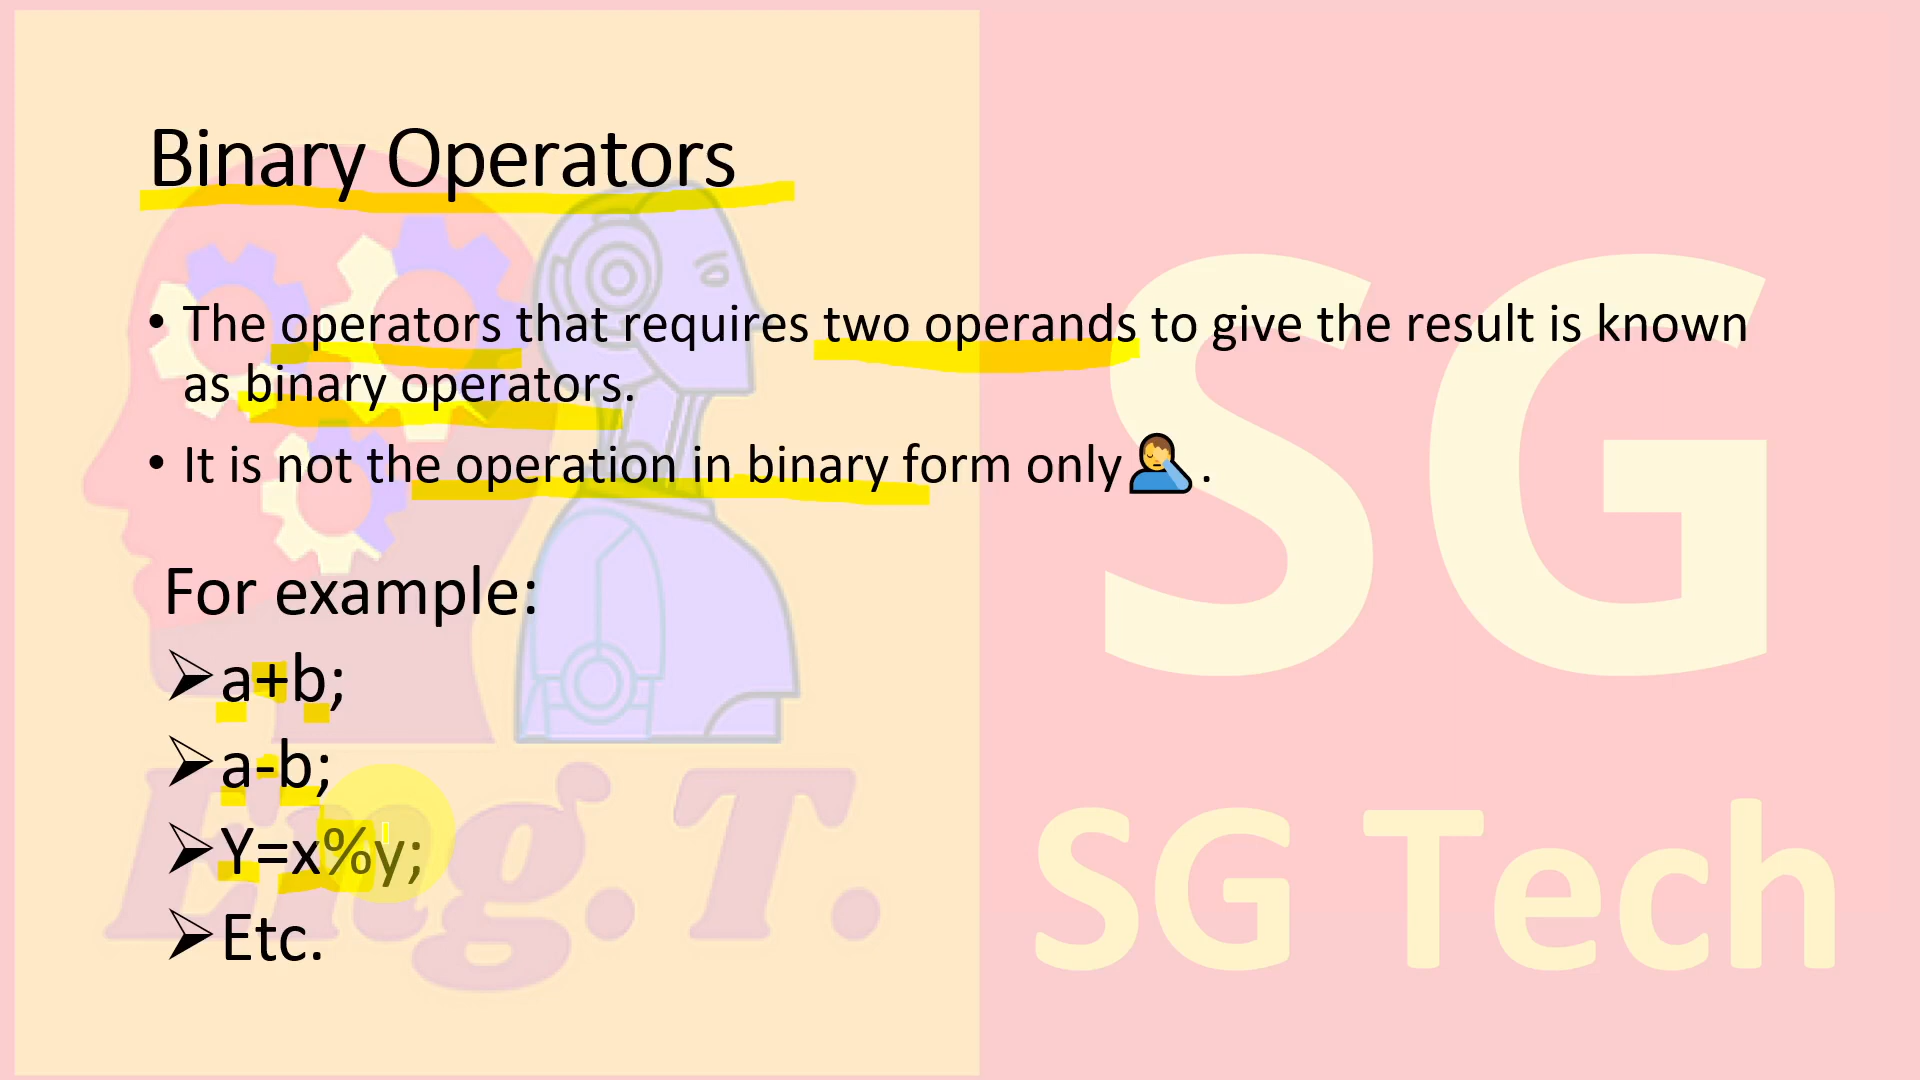 Binary Operators
• The operators that requires two operands to give the result is known
as binary operators.
• It is not the operation in binary form only🤦‍♂️.
For example:
➢a+b;
➢a-b;
➢Y=x%y;
➢Etc.
SG
SG Tech
Eng.T.